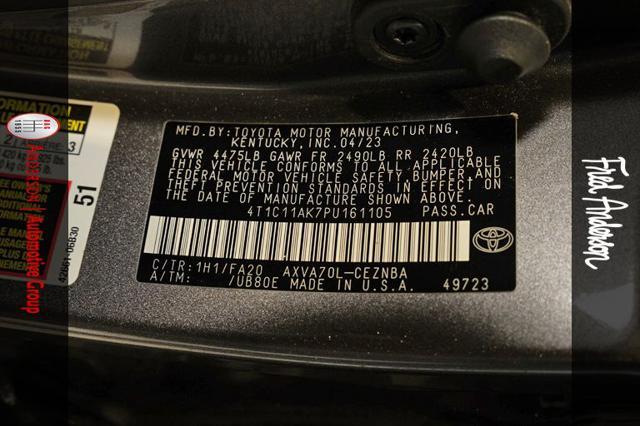 MFD.BY:TOYOTA MOTOR MANUFACTURING,
KENTUCKY,INC.04/23
GVWR 4475LB GAWR FR 2490LB RR 2420LB
THIS VEHICLE CONFORMS TO ALL APPLICABLE
FEDERAL MOTOR VEHICLE SAFETY,BUMPER,AND
THEFT PREVENTION STANDARDS IN EFFECT ON
THE DATE OF MANUFACTURE SHOWN ABOVE.
4T1C11AK7PU161105 PASS.CAR
C/TR:1H1/FA20 AXVA70L-CEZNBA
A/TM: /UB80E MADE IN U.S.A. 49723
51
42661-06B30
ANDERSON Automotive Group
Fred Anderson